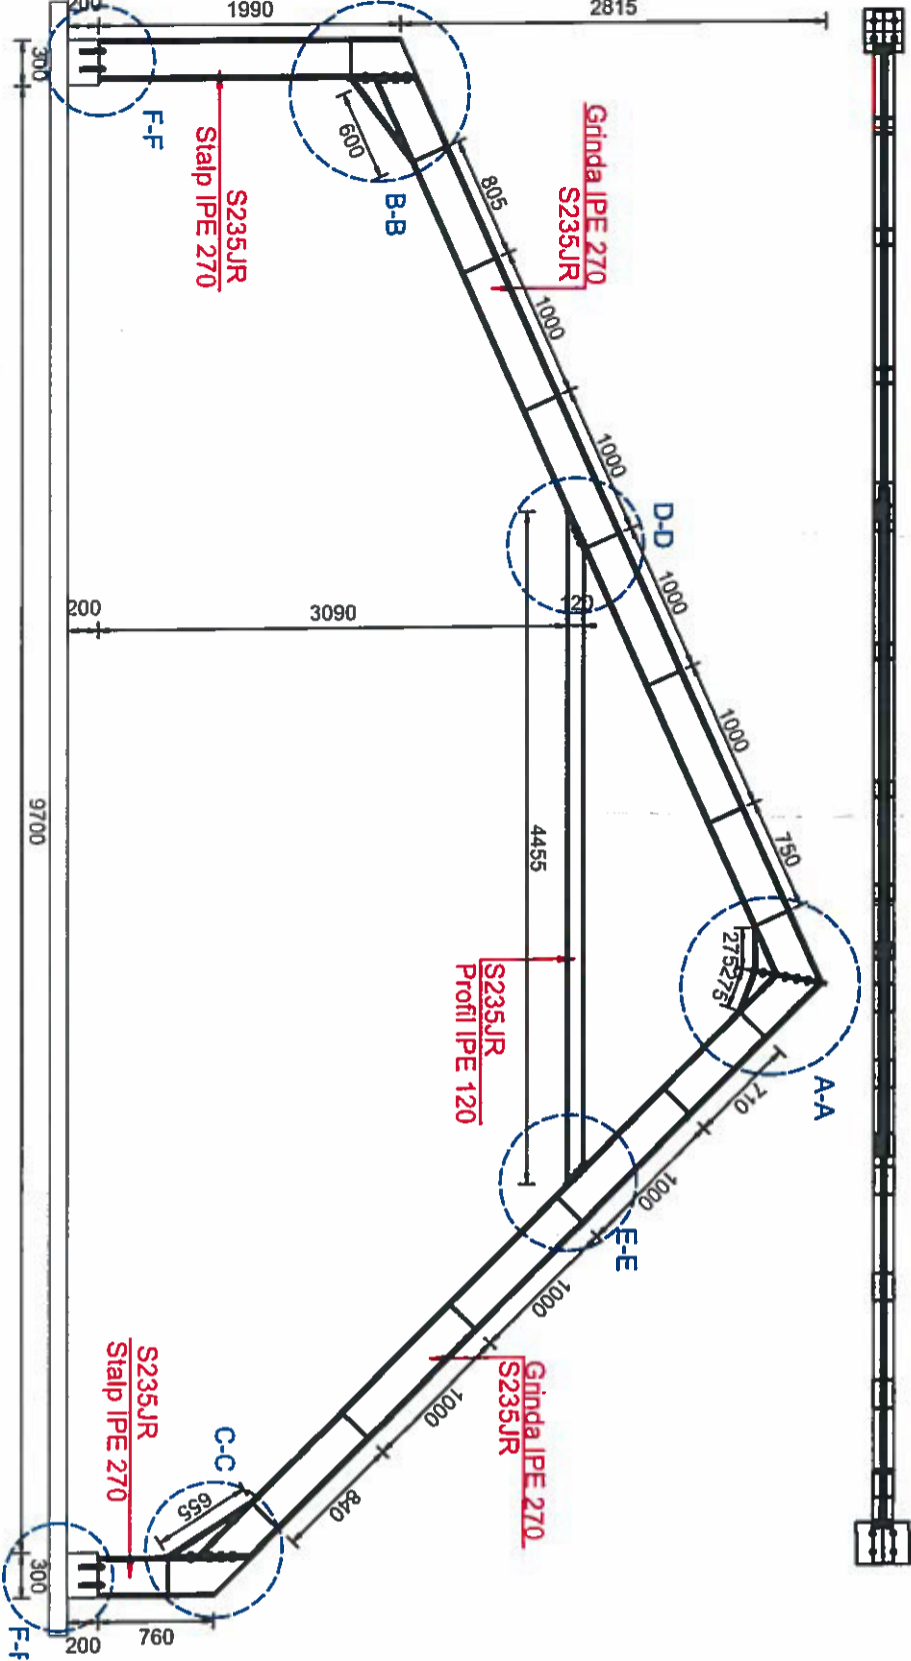 200
1990
2815
300
F-F
S235JR
Stalp IPE 270
600
B-B
805
Grinda IPE 270
S235JR
1000
1000
D-D
1000
1000
750
120
200
3090
4455
9700
S235JR
Profil IPE 120
275
275
A-A
710
1000
E-E
1000
1000
840
Grinda IPE 270
S235JR
C-C
655
S235JR
Stalp IPE 270
300
200
760